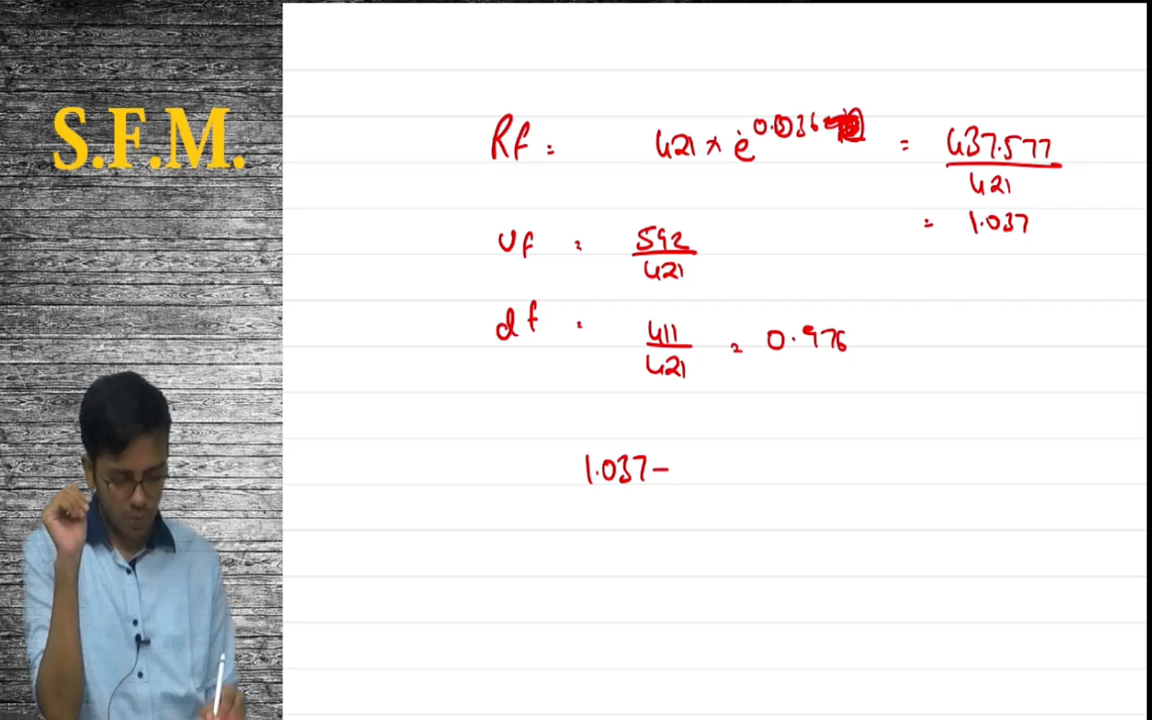 S.F.M.
Rf = 421 × e^0.036 = 437.577 / 421
= 1.037
Uf = 592 / 421
df = 411 / 421 = 0.976
1.037 –